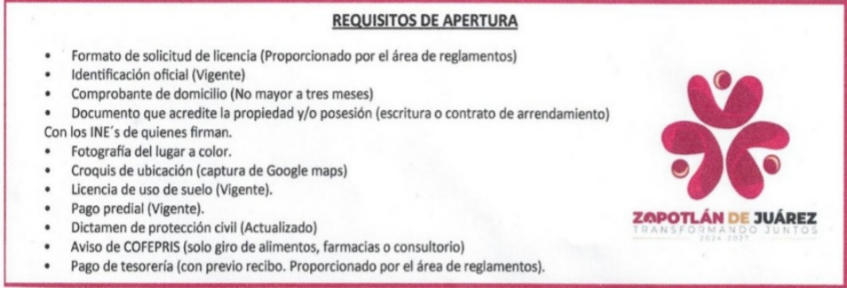 REQUISITOS DE APERTURA
• Formato de solicitud de licencia (Proporcionado por el área de reglamentos)
• Identificación oficial (Vigente)
• Comprobante de domicilio (No mayor a tres meses)
• Documento que acredite la propiedad y/o posesión (escritura o contrato de arrendamiento)
Con los INE´s de quienes firman.
• Fotografía del lugar a color.
• Croquis de ubicación (captura de Google maps)
• Licencia de uso de suelo (Vigente).
• Pago predial (Vigente).
• Dictamen de protección civil (Actualizado)
• Aviso de COFEPRIS (solo giro de alimentos, farmacias o consultorio)
• Pago de tesorería (con previo recibo. Proporcionado por el área de reglamentos).
ZAPOTLÁN DE JUÁREZ
TRANSFORMANDO JUNTOS
2024-2027